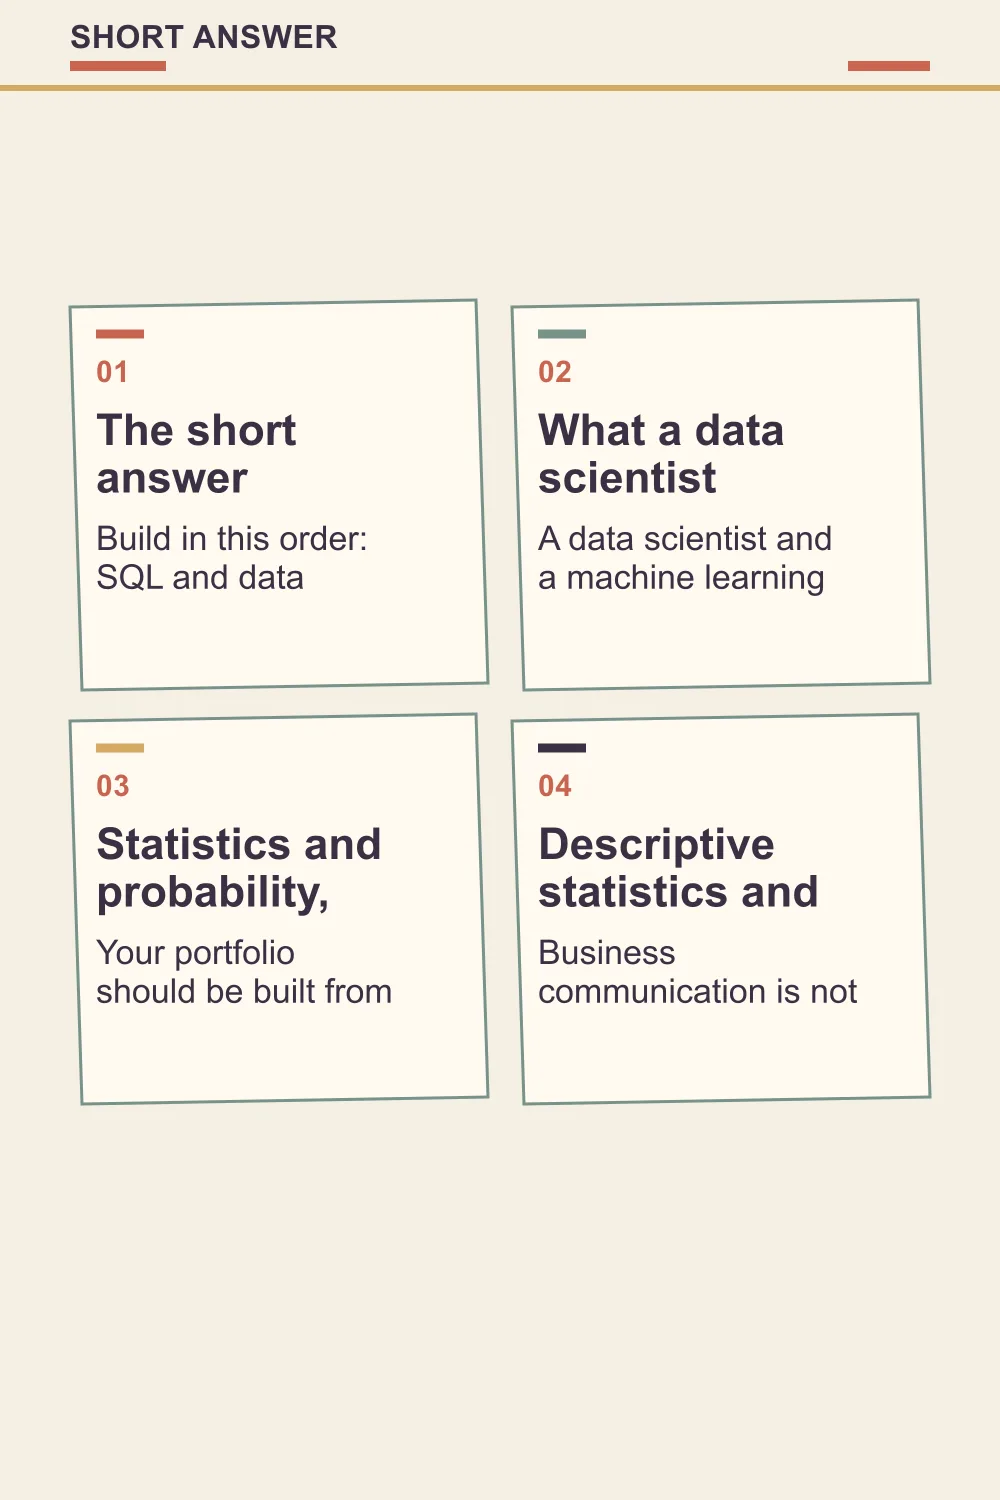 SHORT ANSWER
01
The short
answer
Build in this order:
SQL and data
02
What a data
scientist
A data scientist and
a machine learning
03
Statistics and
probability,
Your portfolio
should be built from
04
Descriptive
statistics and
Business
communication is not